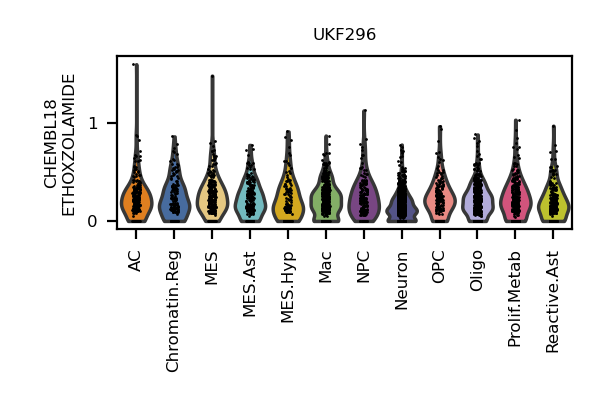 UKF296
CHEMBL18
ETHOXZOLAMIDE
1
0
AC
Chromatin.Reg
MES
MES.Ast
MES.Hyp
Mac
NPC
Neuron
OPC
Oligo
Prolif.Metab
Reactive.Ast